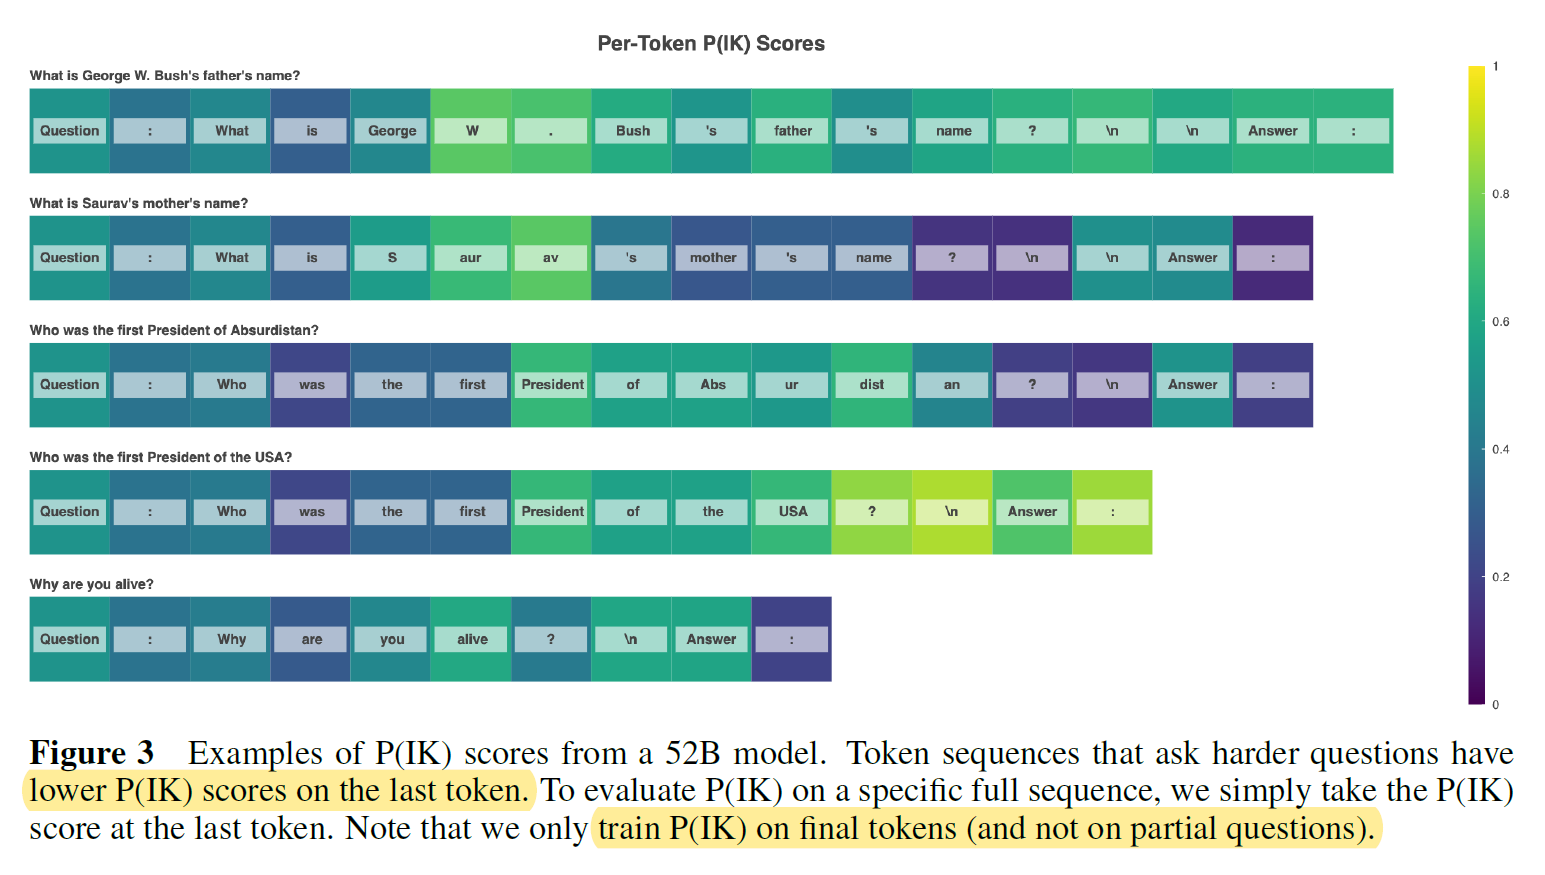 Per-Token P(IK) Scores
What is George W. Bush's father's name?
Question : What is George W . Bush 's father 's name ? \n \n Answer :
What is Saurav's mother's name?
Question : What is S aur av 's mother 's name ? \n \n Answer :
Who was the first President of Absurdistan?
Question : Who was the first President of Abs ur dist an ? \n Answer :
Who was the first President of the USA?
Question : Who was the first President of the USA ? \n Answer :
Why are you alive?
Question : Why are you alive ? \n Answer :
1
0.8
0.6
0.4
0.2
0
Figure 3 Examples of P(IK) scores from a 52B model. Token sequences that ask harder questions have
lower P(IK) scores on the last token. To evaluate P(IK) on a specific full sequence, we simply take the P(IK)
score at the last token. Note that we only train P(IK) on final tokens (and not on partial questions).